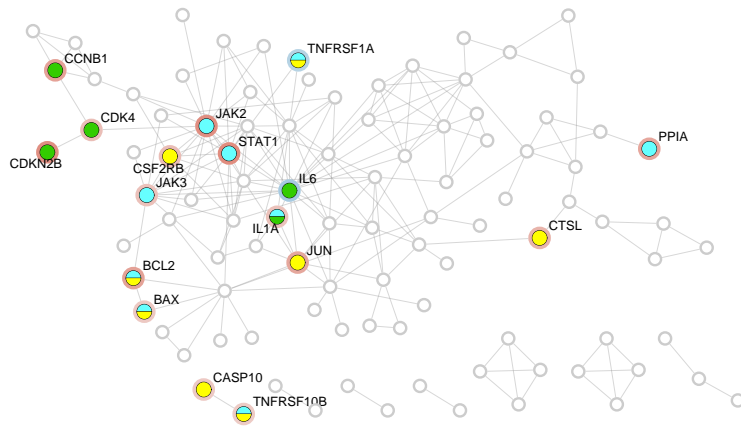 TNFRSF1A
CCNB1
CDK4
JAK2
PPIA
STAT1
CDKN2B
CSF2RB
IL6
JAK3
IL1A
CTSL
JUN
BCL2
BAX
CASP10
TNFRSF10B